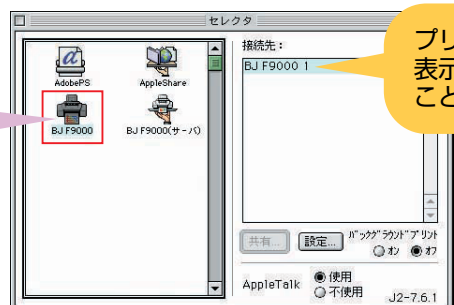 セレクタ
AdobePS
AppleShare
BJ F9000
BJ F9000(サーバ)
接続先：
BJ F9000 1
プリ
表示
こと
共有...
設定...
バックグラウンドプリント
オン
オフ
AppleTalk
使用
不使用
J2-7.6.1